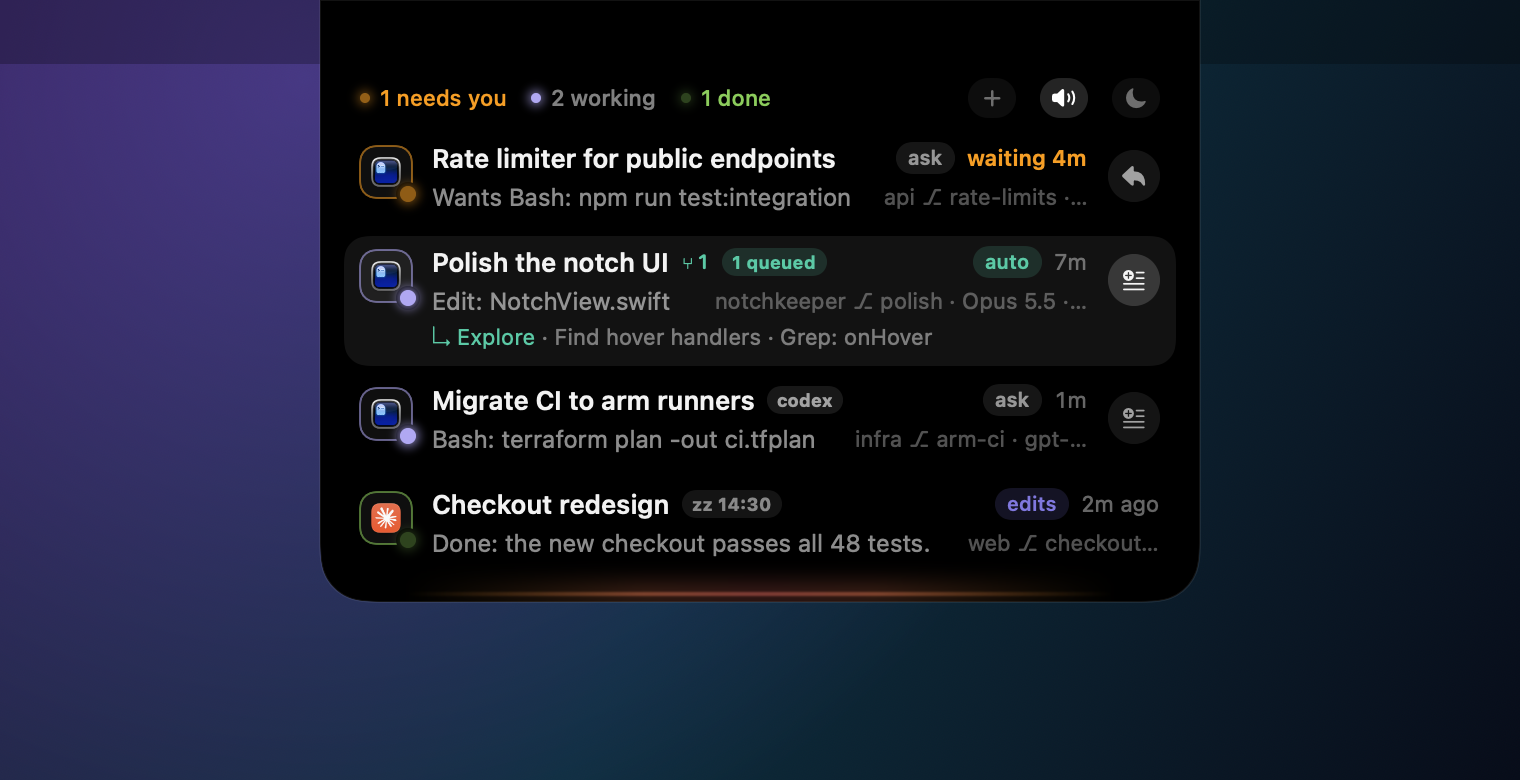 1 needs you 2 working 1 done
Rate limiter for public endpoints ask waiting 4m
Wants Bash: npm run test:integration api ⌥ rate-limits ·…
Polish the notch UI ⑂ 1 1 queued auto 7m
Edit: NotchView.swift notchkeeper ⌥ polish · Opus 5.5 ·…
Explore · Find hover handlers · Grep: onHover
Migrate CI to arm runners codex ask 1m
Bash: terraform plan -out ci.tfplan infra ⌥ arm-ci · gpt-…
Checkout redesign zz 14:30 edits 2m ago
Done: the new checkout passes all 48 tests. web ⌥ checkout…